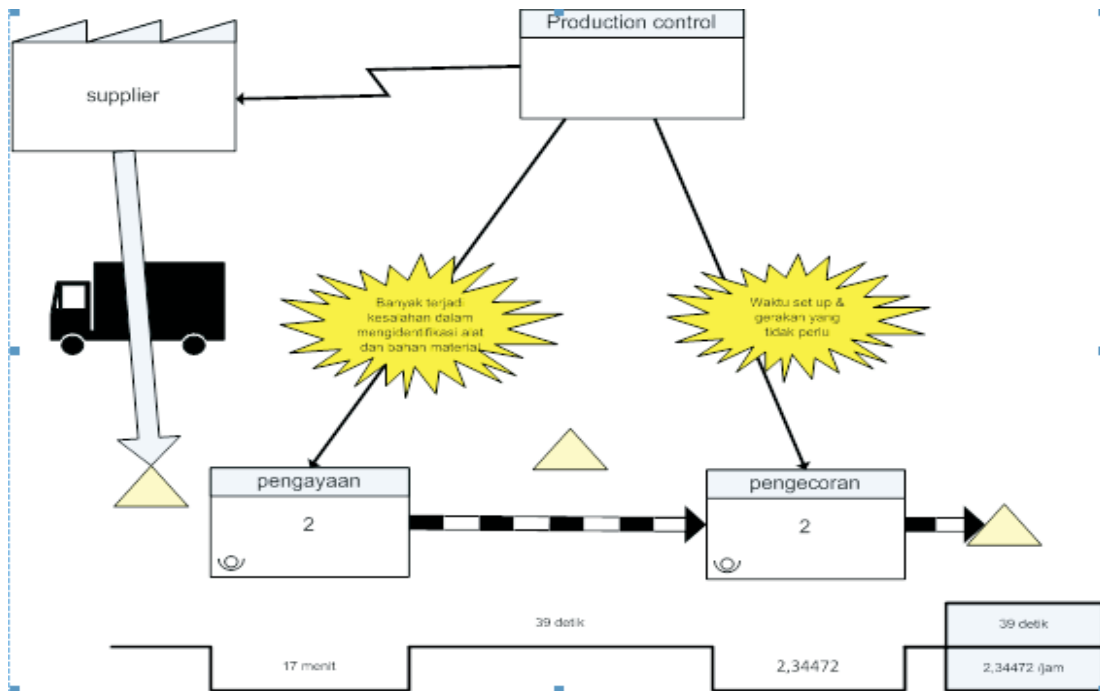 Production control
supplier
Banyak terjadi
kesalahan dalam
mengidentifikasi alat
dan bahan material
Waktu set up &
gerakan yang
tidak perlu
pengayaan
2
pengecoran
2
39 detik
17 menit
2,34472
39 detik
2,34472 /jam